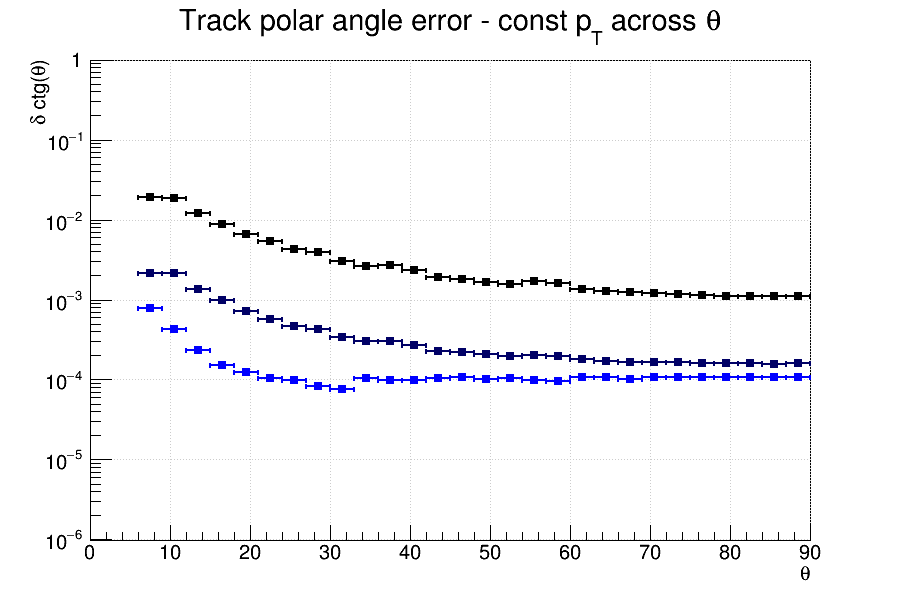 Track polar angle error - const p_T across θ
δ ctg(θ)
1
10⁻¹
10⁻²
10⁻³
10⁻⁴
10⁻⁵
10⁻⁶
0 10 20 30 40 50 60 70 80 90
θ